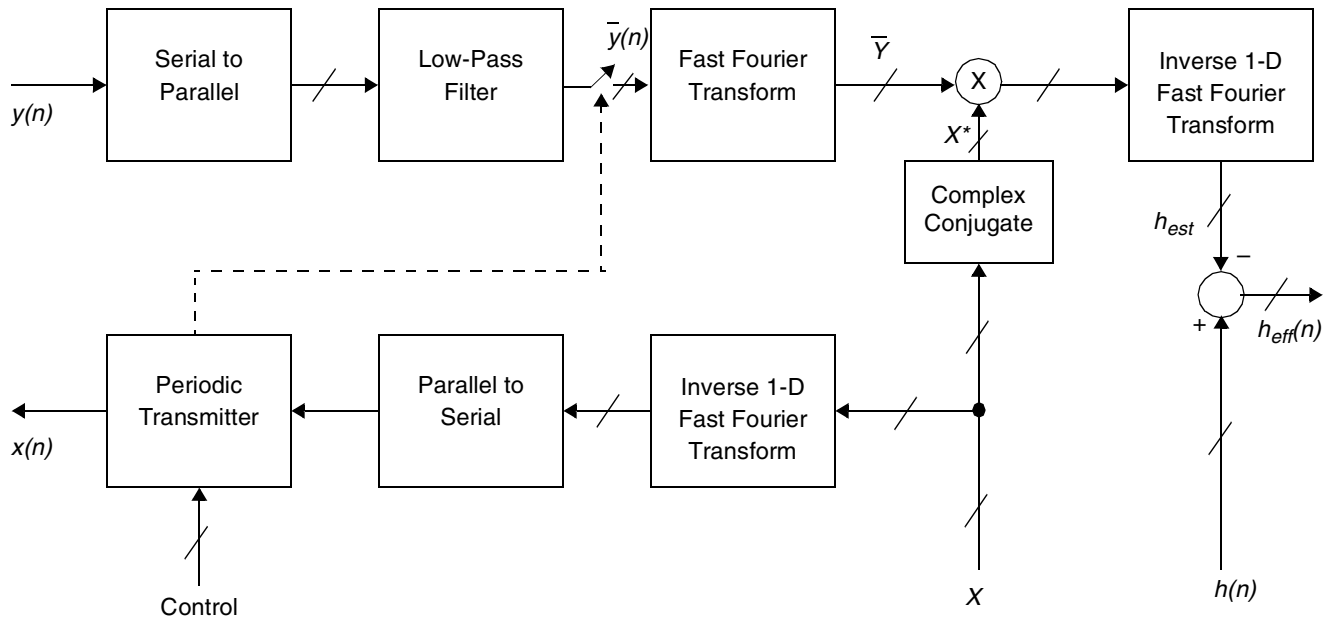 Serial to
Parallel
Low-Pass
Filter
ȳ(n)
Fast Fourier
Transform
Ȳ
X
Inverse 1-D
Fast Fourier
Transform
y(n)
X*
Complex
Conjugate
h_est
–
+
h_eff(n)
Periodic
Transmitter
Parallel to
Serial
Inverse 1-D
Fast Fourier
Transform
x(n)
Control
X
h(n)